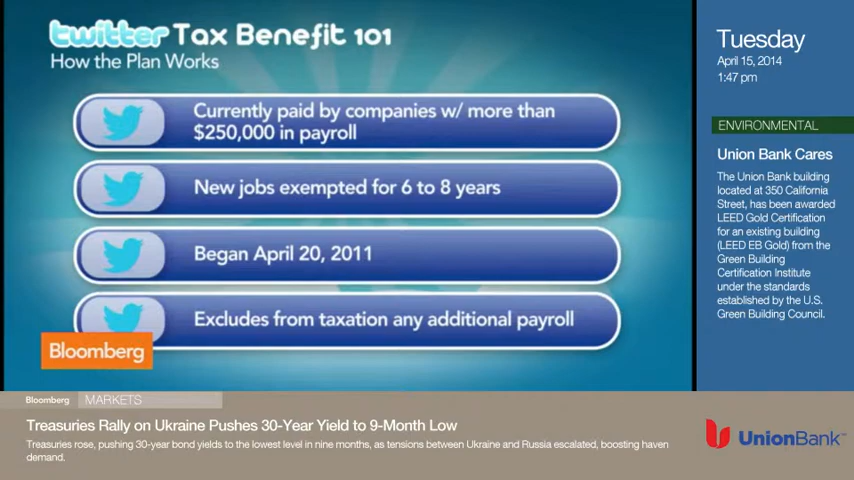 twitter Tax Benefit 101
How the Plan Works
Currently paid by companies w/ more than
$250,000 in payroll
New jobs exempted for 6 to 8 years
Began April 20, 2011
Excludes from taxation any additional payroll
Bloomberg
Tuesday
April 15, 2014
1:47 pm
ENVIRONMENTAL
Union Bank Cares
The Union Bank building
located at 350 California
Street, has been awarded
LEED Gold Certification
for an existing building
(LEED EB Gold) from the
Green Building
Certification Institute
under the standards
established by the U.S.
Green Building Council.
Bloomberg MARKETS
Treasuries Rally on Ukraine Pushes 30-Year Yield to 9-Month Low
Treasuries rose, pushing 30-year bond yields to the lowest level in nine months, as tensions between Ukraine and Russia escalated, boosting haven
demand.
UnionBank™